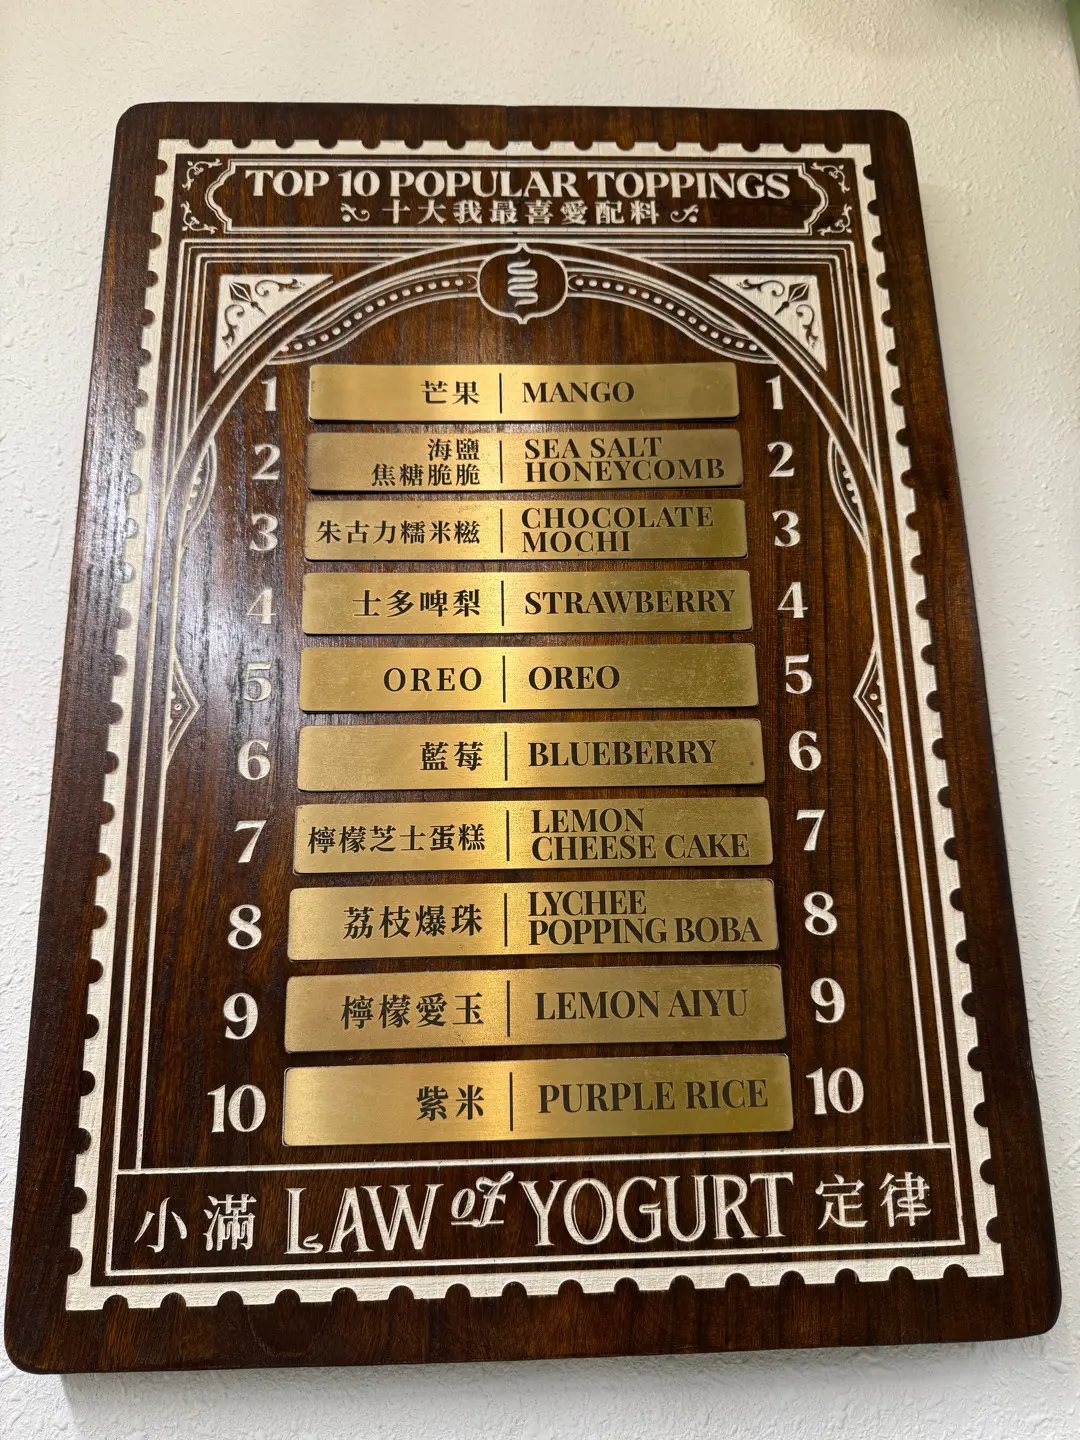 TOP 10 POPULAR TOPPINGS
十大我最喜愛配料
1 芒果 | MANGO 1
2 海鹽 焦糖脆脆 | SEA SALT HONEYCOMB 2
3 朱古力糯米糍 | CHOCOLATE MOCHI 3
4 士多啤梨 | STRAWBERRY 4
5 OREO | OREO 5
6 藍莓 | BLUEBERRY 6
7 檸檬芝士蛋糕 | LEMON CHEESE CAKE 7
8 荔枝爆珠 | LYCHEE POPPING BOBA 8
9 檸檬愛玉 | LEMON AIYU 9
10 紫米 | PURPLE RICE 10
小滿 LAW of YOGURT 定律